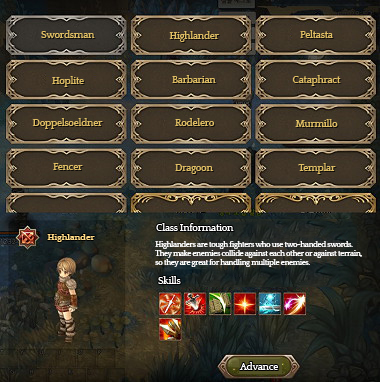 Swordsman Highlander Peltasta
Hoplite Barbarian Cataphract
Doppelsoeldner Rodelero Murmillo
Fencer Dragoon Templar
Highlander
Class Information
Highlanders are tough fighters who use two-handed swords.
They make enemies collide against each other or against terrain,
so they are great for handling multiple enemies.
Skills
Advance